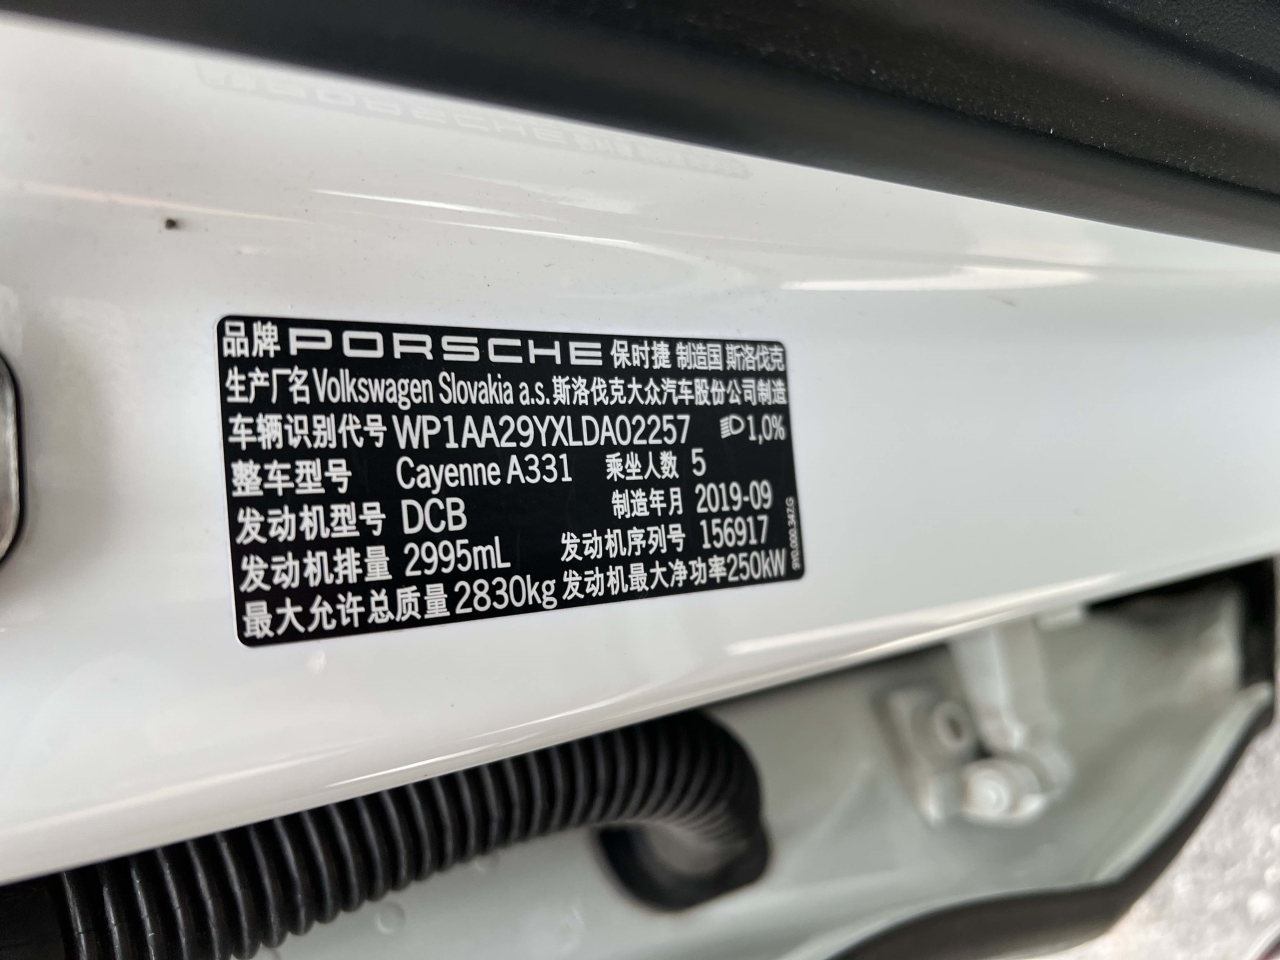 品牌 PORSCHE 保时捷 制造国 斯洛伐克
生产厂名 Volkswagen Slovakia a.s. 斯洛伐克大众汽车股份公司制造
车辆识别代号 WP1AA29YXLDA02257 1,0%
整车型号 Cayenne A331 乘坐人数 5
发动机型号 DCB 制造年月 2019-09
发动机排量 2995mL 发动机序列号 156917
最大允许总质量 2830kg 发动机最大净功率 250kW
9Y0.000.347.G